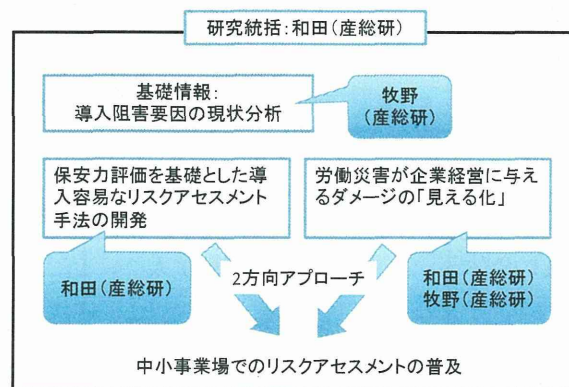 研究統括：和田（産総研）
基礎情報：
導入阻害要因の現状分析
牧野
（産総研）
保安力評価を基礎とした導
入容易なリスクアセスメント
手法の開発
労働災害が企業経営に与え
るダメージの「見える化」
和田（産総研）
2方向アプローチ
和田（産総研）
牧野（産総研）
中小事業場でのリスクアセスメントの普及